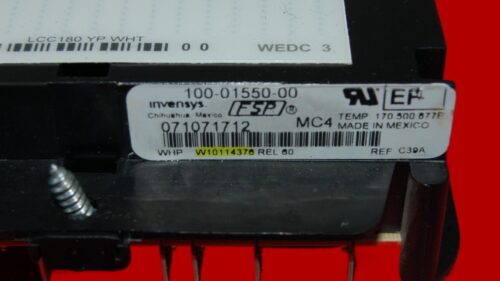 LCC180 YP WHT
0 0 WEDC 3
100-01550-00
invensys. FSP ® EF
Chihuahua, Mexico MC4 TEMP 170 500 677E
071071712 MADE IN MEXICO
WHP W10114376 REL 60 REF C39A